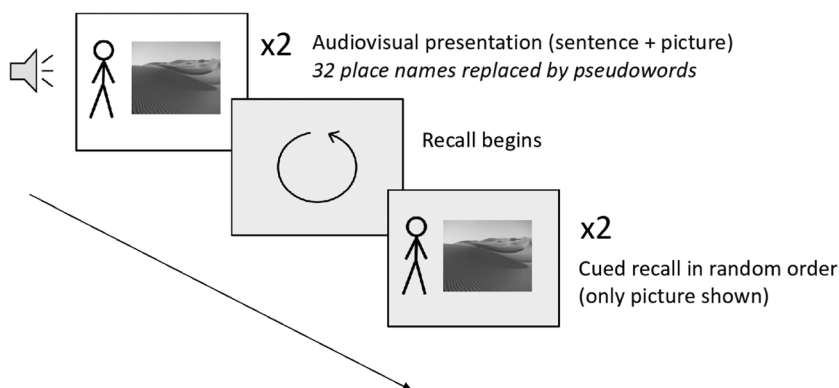 x2
Audiovisual presentation (sentence + picture)
32 place names replaced by pseudowords
Recall begins
x2
Cued recall in random order
(only picture shown)